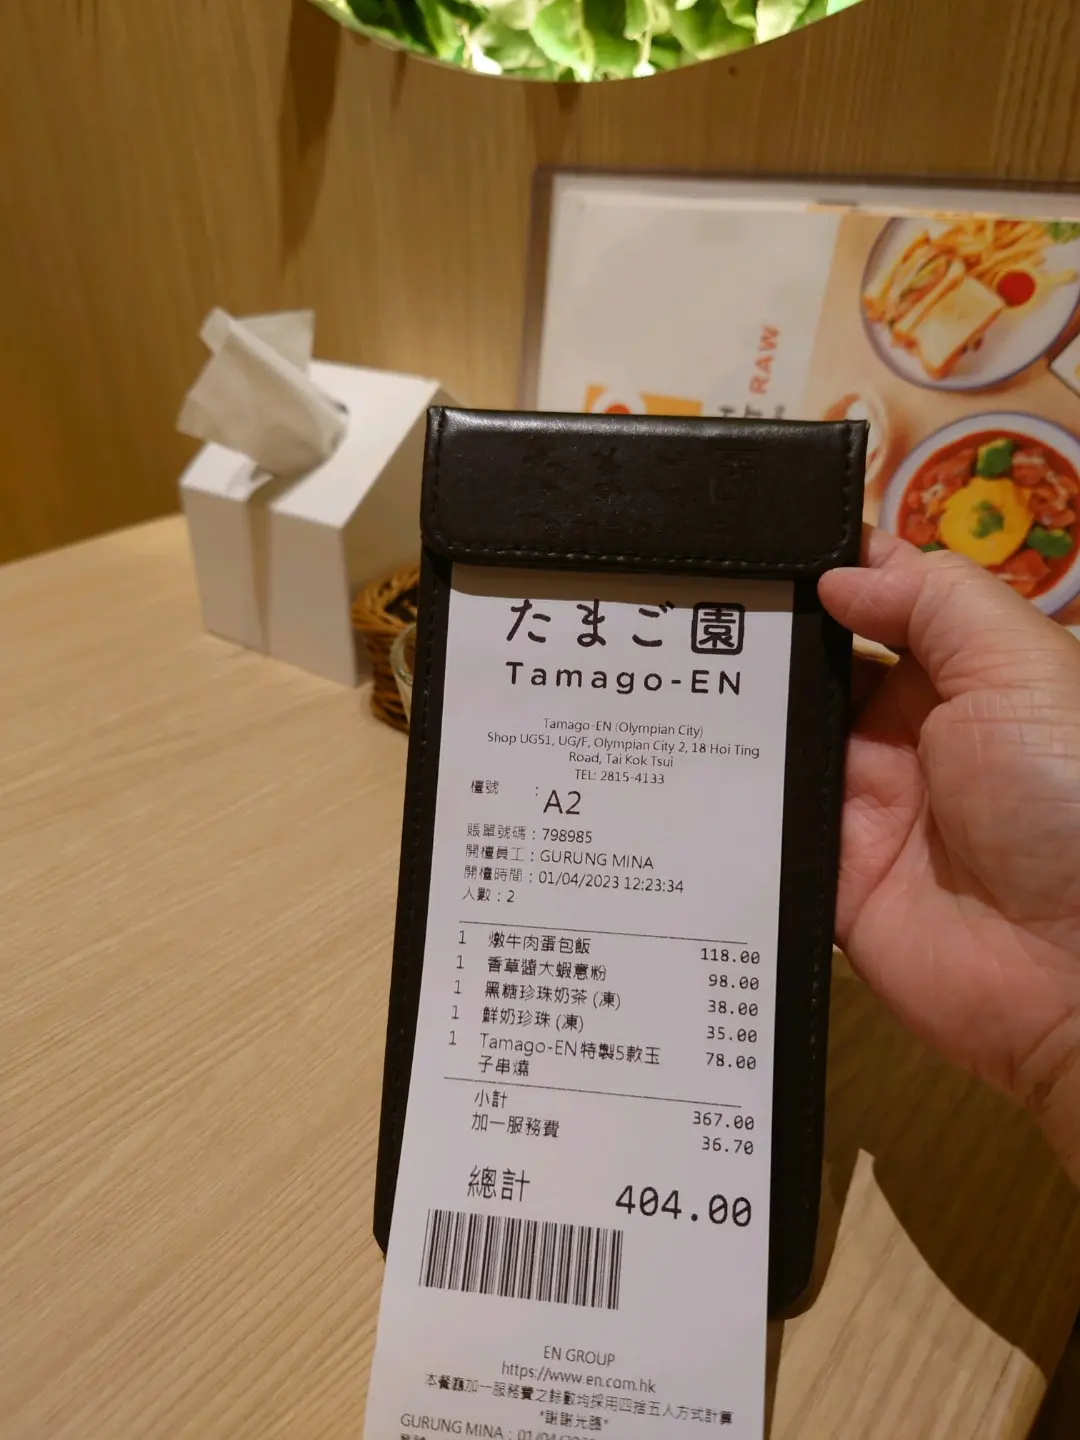 RAW
たまご園
Tamago-EN
Tamago-EN (Olympian City)
Shop UG51, UG/F, Olympian City 2, 18 Hoi Ting
Road, Tai Kok Tsui
TEL: 2815-4133
檯號 :
A2
賬單號碼 : 798985
開檯員工 : GURUNG MINA
開檯時間 : 01/04/2023 12:23:34
人數 : 2
1 燉牛肉蛋包飯 118.00
1 香草醬大蝦意粉 98.00
1 黑糖珍珠奶茶 (凍) 38.00
1 鮮奶珍珠 (凍) 35.00
1 Tamago-EN特製5款玉 78.00
子串燒
小計 367.00
加一服務費 36.70
總計 404.00
EN GROUP
https://www.en.com.hk
本餐廳加一服務費之餘數均採用四捨五入方式計算
*謝謝光臨*
GURUNG MINA : 01/04/20